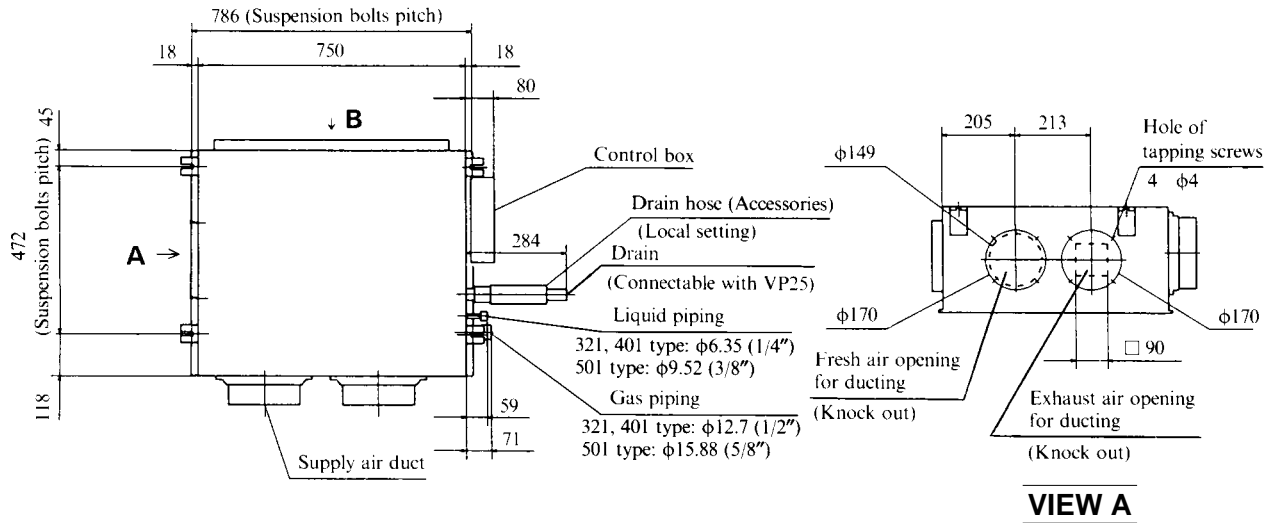 786 (Suspension bolts pitch)
18
750
18
80
45
B
(Suspension bolts pitch)
472
A
118
Control box
Drain hose (Accessories)
(Local setting)
284
Drain
(Connectable with VP25)
Liquid piping
321, 401 type: ϕ6.35 (1/4″)
501 type: ϕ9.52 (3/8″)
Gas piping
59
321, 401 type: ϕ12.7 (1/2″)
71
501 type: ϕ15.88 (5/8″)
Supply air duct
205
213
Hole of
tapping screws
4 ϕ4
ϕ149
ϕ170
ϕ170
□ 90
Fresh air opening
for ducting
(Knock out)
Exhaust air opening
for ducting
(Knock out)
VIEW A